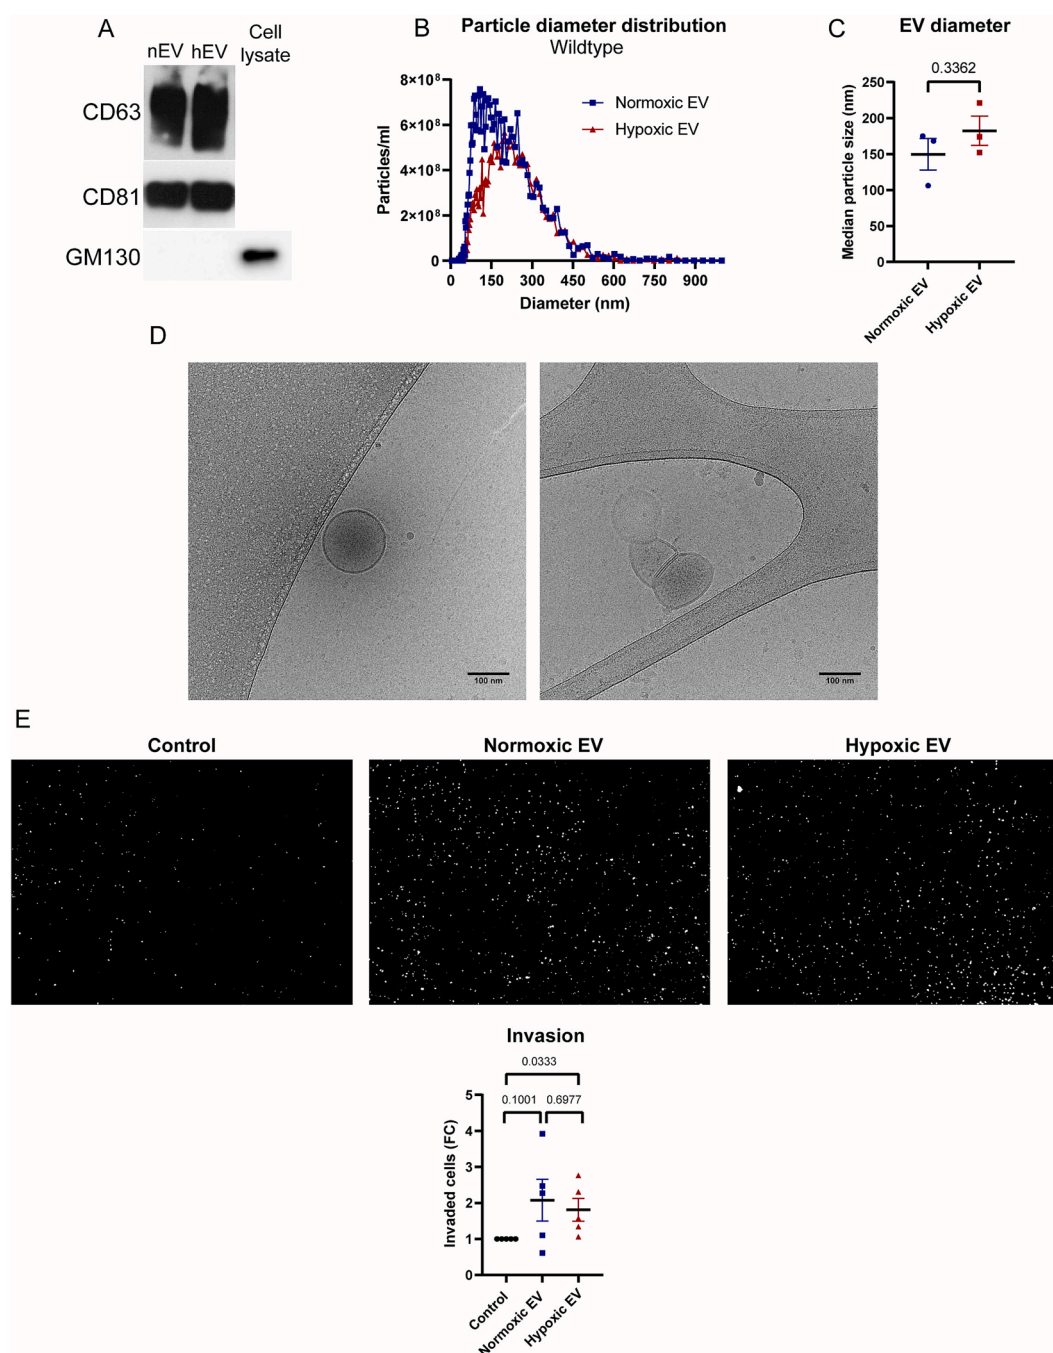 A
nEV hEV Cell lysate
CD63
CD81
GM130
B
Particle diameter distribution
Wildtype
8×10⁸
6×10⁸
4×10⁸
2×10⁸
0
Particles/ml
0 150 300 450 600 750 900
Diameter (nm)
Normoxic EV
Hypoxic EV
C
EV diameter
0.3362
250
200
150
100
50
0
Median particle size (nm)
Normoxic EV
Hypoxic EV
D
100 nm
100 nm
E
Control
Normoxic EV
Hypoxic EV
Invasion
0.0333
0.1001 0.6977
5
4
3
2
1
0
Invaded cells (FC)
Control
Normoxic EV
Hypoxic EV